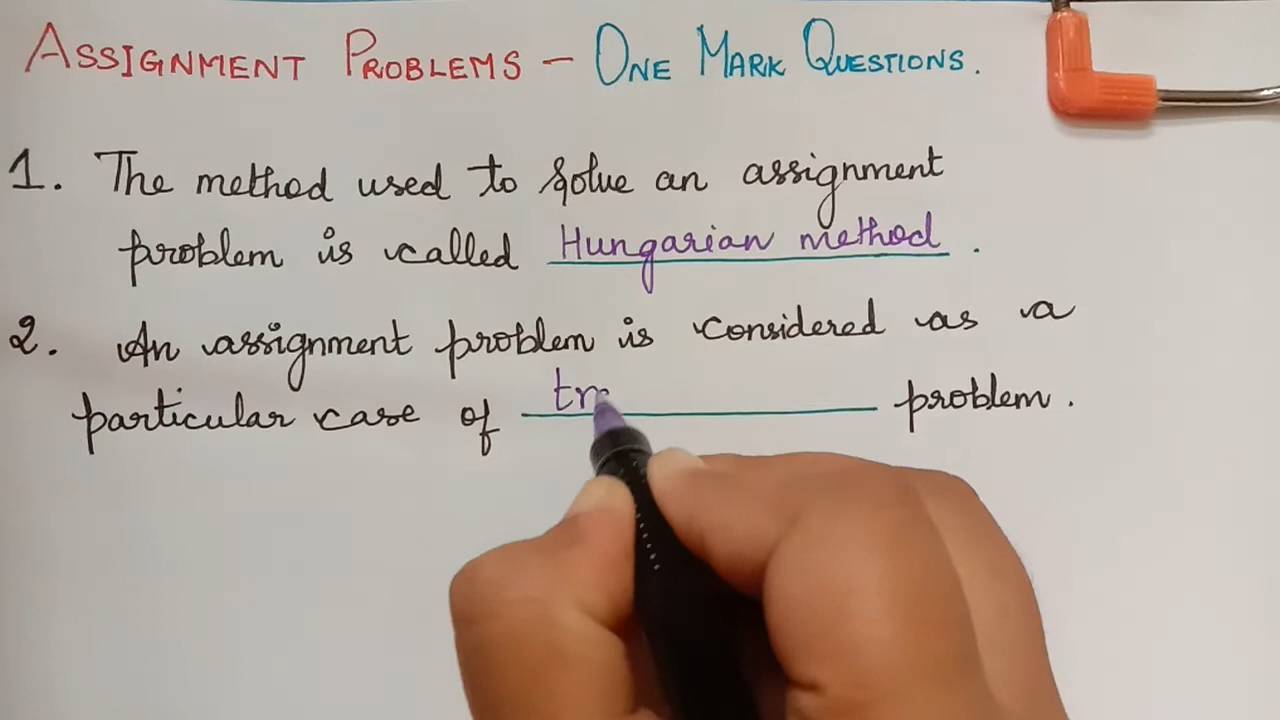 ASSIGNMENT PROBLEMS - ONE MARK QUESTIONS.
1. The method used to solve an assignment
problem is called Hungarian method.
2. An assignment problem is considered as a
particular case of tr problem.